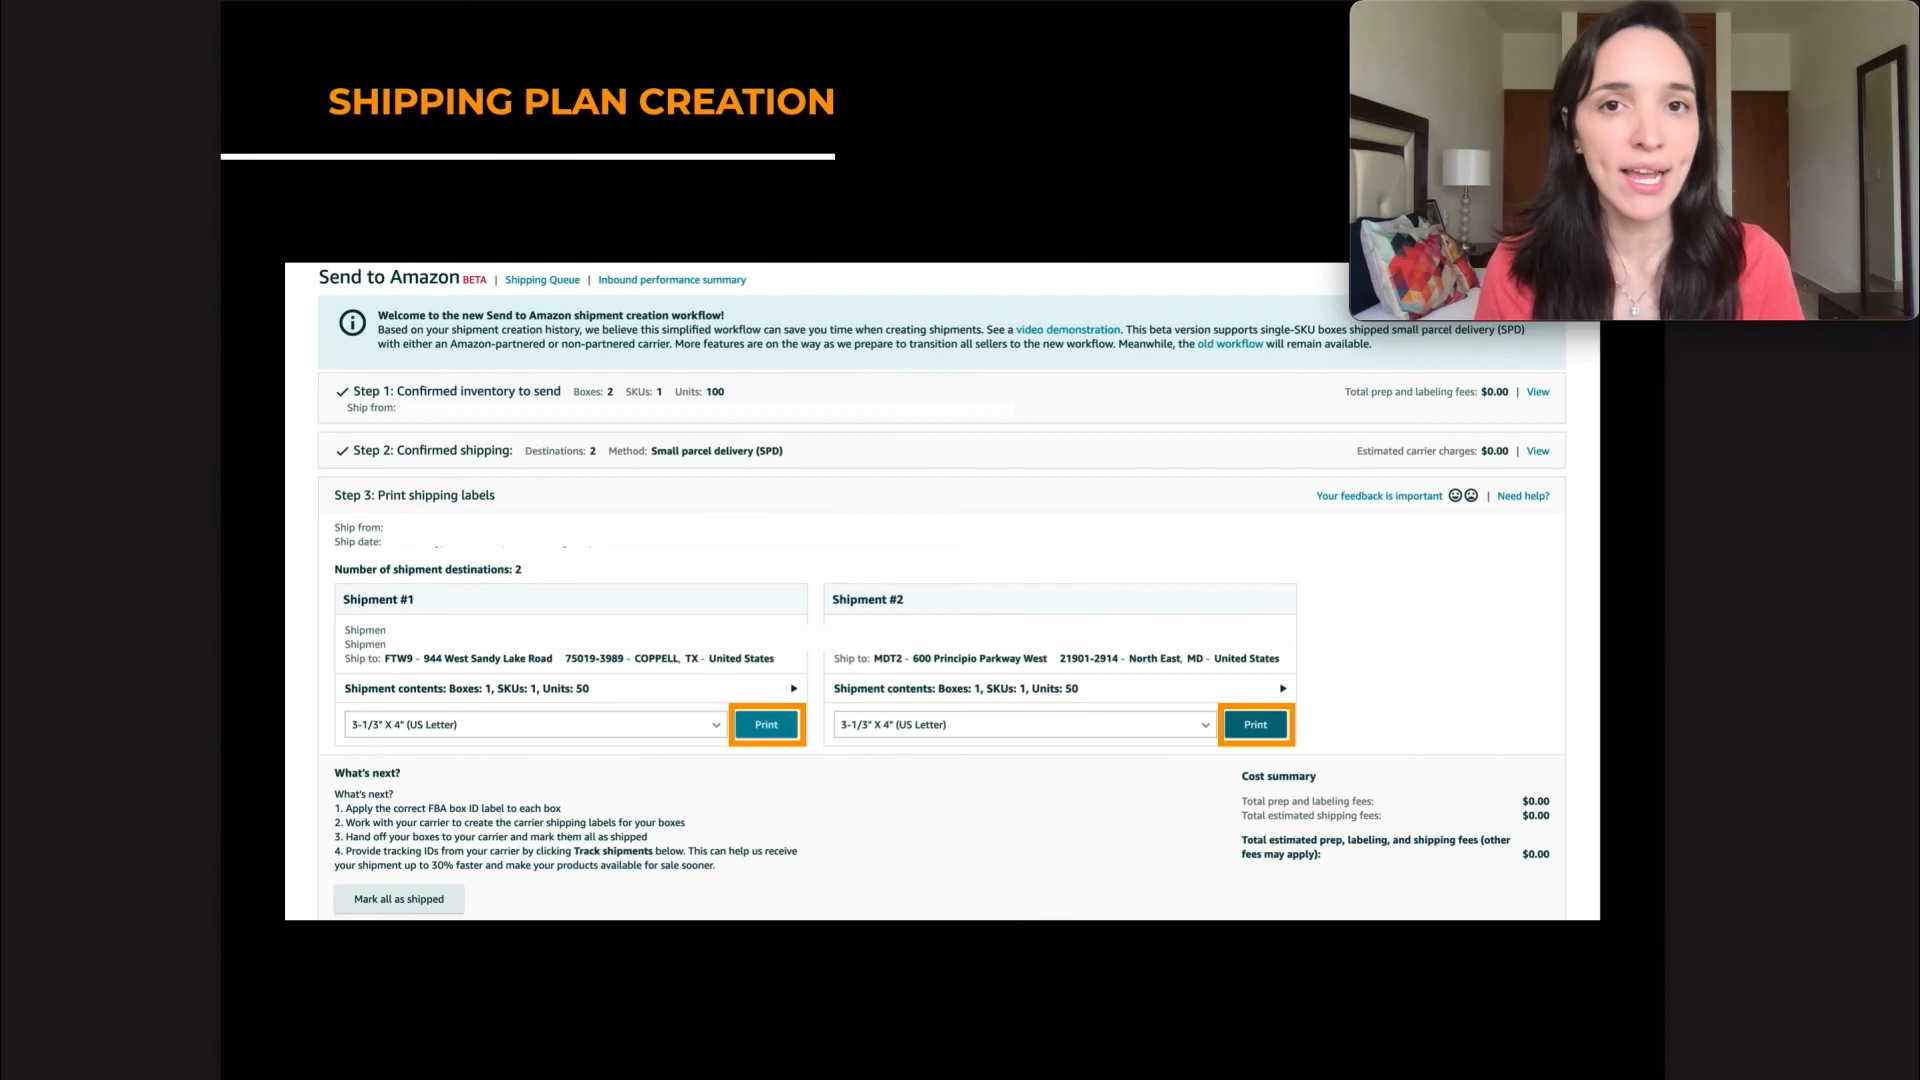 SHIPPING PLAN CREATION
Send to Amazon BETA | Shipping Queue | Inbound performance summary
Welcome to the new Send to Amazon shipment creation workflow!
Based on your shipment creation history, we believe this simplified workflow can save you time when creating shipments. See a video demonstration. This beta version supports single-SKU boxes shipped small parcel delivery (SPD)
with either an Amazon-partnered or non-partnered carrier. More features are on the way as we prepare to transition all sellers to the new workflow. Meanwhile, the old workflow will remain available.
Step 1: Confirmed inventory to send Boxes: 2 SKUs: 1 Units: 100 Total prep and labeling fees: $0.00 | View
Ship from:
Step 2: Confirmed shipping: Destinations: 2 Method: Small parcel delivery (SPD) Estimated carrier charges: $0.00 | View
Step 3: Print shipping labels Your feedback is important | Need help?
Ship from:
Ship date:
Number of shipment destinations: 2
Shipment #1
Shipmen
Shipmen
Ship to: FTW9 - 944 West Sandy Lake Road 75019-3989 - COPPELL, TX - United States
Shipment contents: Boxes: 1, SKUs: 1, Units: 50
3-1/3" X 4" (US Letter) Print
Shipment #2
Ship to: MDT2 - 600 Principio Parkway West 21901-2914 - North East, MD - United States
Shipment contents: Boxes: 1, SKUs: 1, Units: 50
3-1/3" X 4" (US Letter) Print
What's next?
What's next?
1. Apply the correct FBA box ID label to each box
2. Work with your carrier to create the carrier shipping labels for your boxes
3. Hand off your boxes to your carrier and mark them all as shipped
4. Provide tracking IDs from your carrier by clicking Track shipments below. This can help us receive
your shipment up to 30% faster and make your products available for sale sooner.
Mark all as shipped
Cost summary
Total prep and labeling fees: $0.00
Total estimated shipping fees: $0.00
Total estimated prep, labeling, and shipping fees (other
fees may apply): $0.00